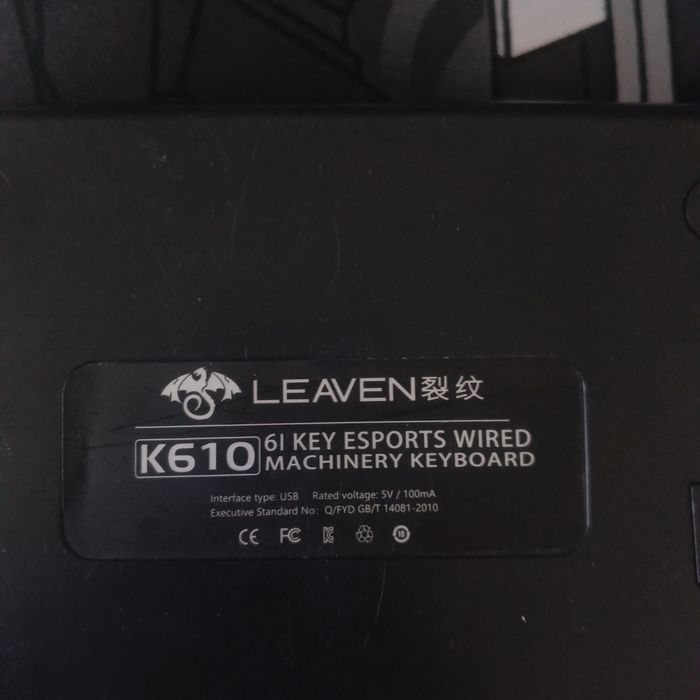 LEAVEN裂纹
K610 61 KEY ESPORTS WIRED
MACHINERY KEYBOARD
Interface type: USB Rated voltage: 5V / 100mA
Executive Standard No: Q/FYD GB/T 14081-2010
CE FC 10